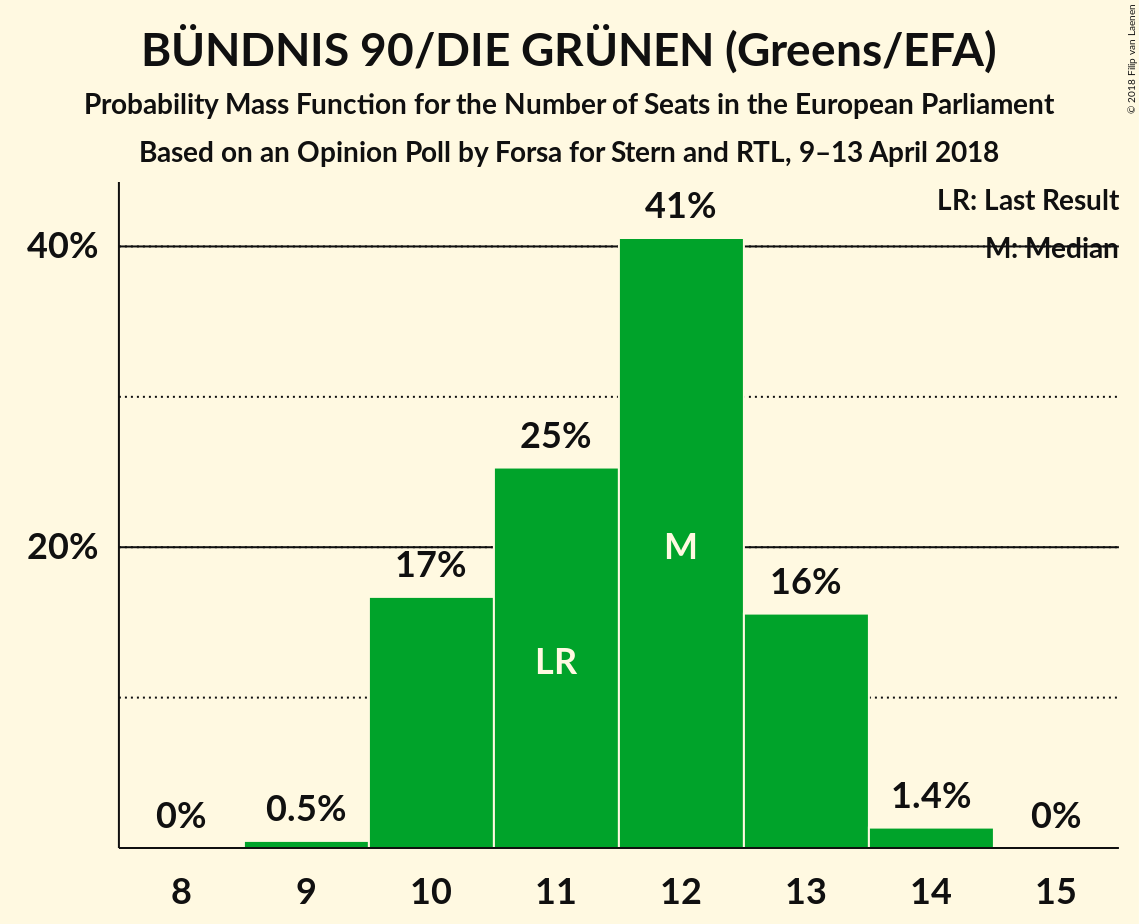 BÜNDNIS 90/DIE GRÜNEN (Greens/EFA)
Probability Mass Function for the Number of Seats in the European Parliament
Based on an Opinion Poll by Forsa for Stern and RTL, 9–13 April 2018
© 2018 Filip van Laenen
LR: Last Result
M: Median
40%
20%
0%
0.5%
17%
25%
41%
16%
1.4%
0%
LR
M
8 9 10 11 12 13 14 15